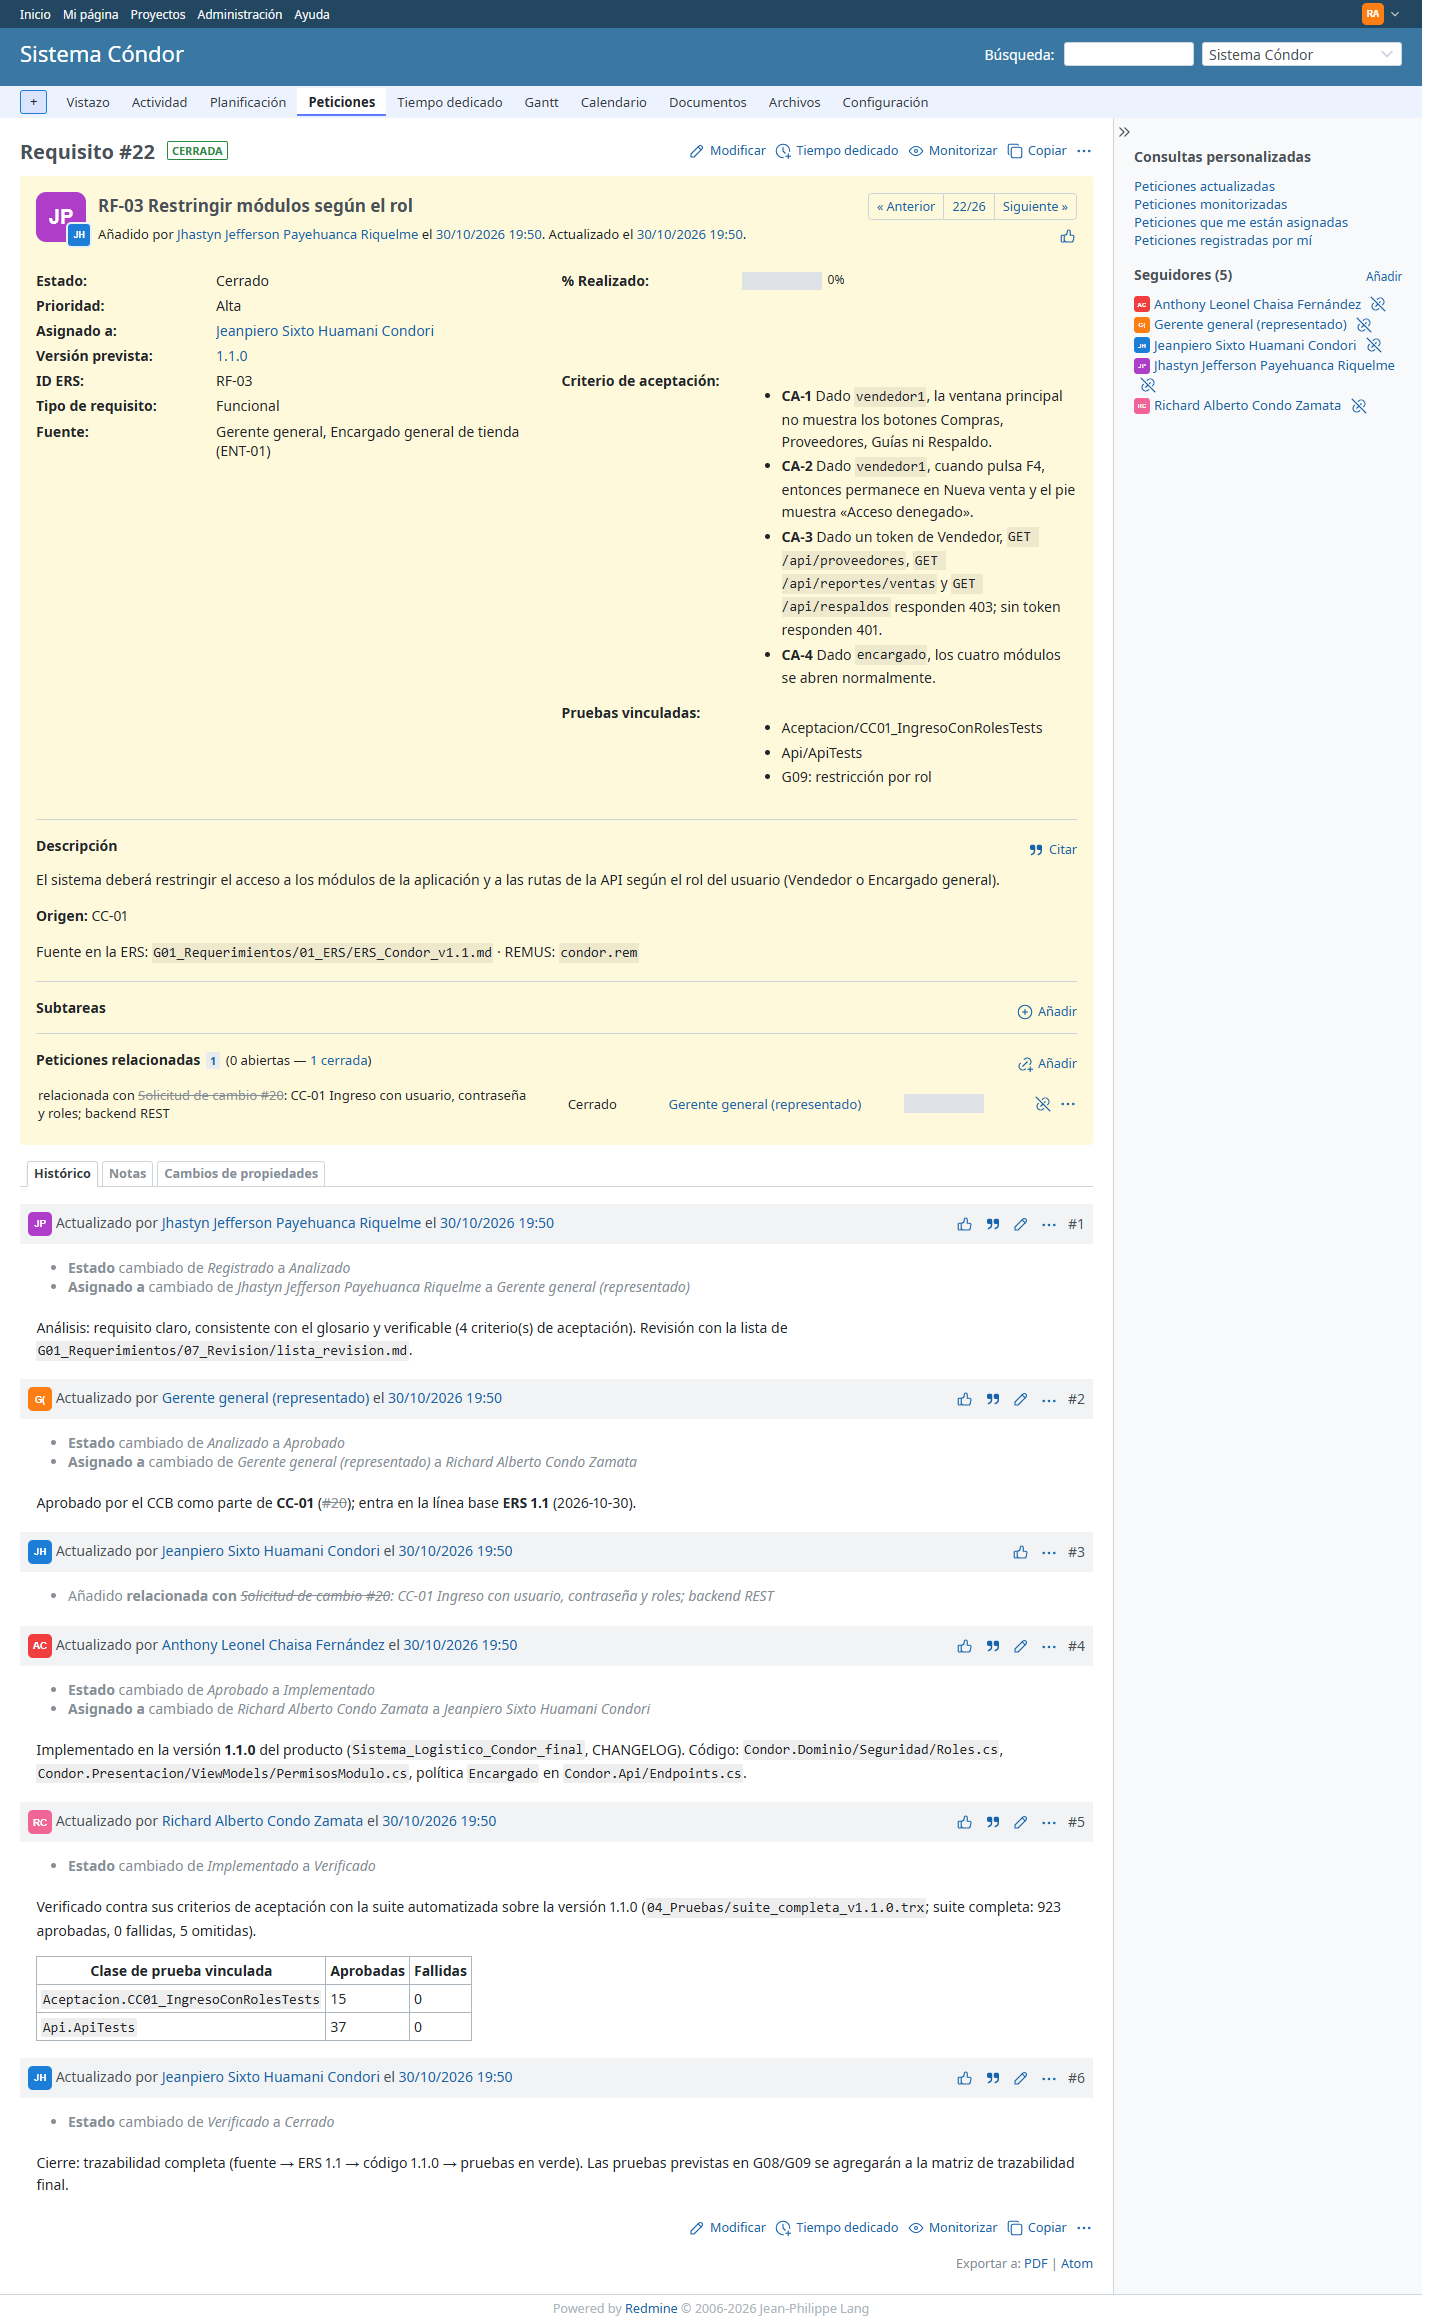 Inicio Mi página Proyectos Administración Ayuda RA
Sistema Cóndor
Búsqueda: Sistema Cóndor
+ Vistazo Actividad Planificación Peticiones Tiempo dedicado Gantt Calendario Documentos Archivos Configuración
Requisito #22 CERRADA
Modificar Tiempo dedicado Monitorizar Copiar ···
JP JH
RF-03 Restringir módulos según el rol
« Anterior 22/26 Siguiente »
Añadido por Jhastyn Jefferson Payehuanca Riquelme el 30/10/2026 19:50. Actualizado el 30/10/2026 19:50.
Estado: Cerrado
% Realizado: 0%
Prioridad: Alta
Asignado a: Jeanpiero Sixto Huamani Condori
Versión prevista: 1.1.0
ID ERS: RF-03
Tipo de requisito: Funcional
Fuente: Gerente general, Encargado general de tienda
(ENT-01)
Criterio de aceptación:
• CA-1 Dado vendedor1, la ventana principal
no muestra los botones Compras,
Proveedores, Guías ni Respaldo.
• CA-2 Dado vendedor1, cuando pulsa F4,
entonces permanece en Nueva venta y el pie
muestra «Acceso denegado».
• CA-3 Dado un token de Vendedor, GET
/api/proveedores, GET
/api/reportes/ventas y GET
/api/respaldos responden 403; sin token
responden 401.
• CA-4 Dado encargado, los cuatro módulos
se abren normalmente.
Pruebas vinculadas:
• Aceptacion/CC01_IngresoConRolesTests
• Api/ApiTests
• G09: restricción por rol
Descripción
Citar
El sistema deberá restringir el acceso a los módulos de la aplicación y a las rutas de la API según el rol del usuario (Vendedor o Encargado general).
Origen: CC-01
Fuente en la ERS: G01_Requerimientos/01_ERS/ERS_Condor_v1.1.md · REMUS: condor.rem
Subtareas
Añadir
Peticiones relacionadas 1 (0 abiertas — 1 cerrada)
Añadir
relacionada con Solicitud de cambio #20: CC-01 Ingreso con usuario, contraseña
y roles; backend REST
Cerrado Gerente general (representado) ···
Histórico Notas Cambios de propiedades
JP Actualizado por Jhastyn Jefferson Payehuanca Riquelme el 30/10/2026 19:50 ··· #1
• Estado cambiado de Registrado a Analizado
• Asignado a cambiado de Jhastyn Jefferson Payehuanca Riquelme a Gerente general (representado)
Análisis: requisito claro, consistente con el glosario y verificable (4 criterio(s) de aceptación). Revisión con la lista de
G01_Requerimientos/07_Revision/lista_revision.md.
G( Actualizado por Gerente general (representado) el 30/10/2026 19:50 ··· #2
• Estado cambiado de Analizado a Aprobado
• Asignado a cambiado de Gerente general (representado) a Richard Alberto Condo Zamata
Aprobado por el CCB como parte de CC-01 (#20); entra en la línea base ERS 1.1 (2026-10-30).
JH Actualizado por Jeanpiero Sixto Huamani Condori el 30/10/2026 19:50 ··· #3
• Añadido relacionada con Solicitud de cambio #20: CC-01 Ingreso con usuario, contraseña y roles; backend REST
AC Actualizado por Anthony Leonel Chaisa Fernández el 30/10/2026 19:50 ··· #4
• Estado cambiado de Aprobado a Implementado
• Asignado a cambiado de Richard Alberto Condo Zamata a Jeanpiero Sixto Huamani Condori
Implementado en la versión 1.1.0 del producto (Sistema_Logistico_Condor_final, CHANGELOG). Código: Condor.Dominio/Seguridad/Roles.cs,
Condor.Presentacion/ViewModels/PermisosModulo.cs, política Encargado en Condor.Api/Endpoints.cs.
RC Actualizado por Richard Alberto Condo Zamata el 30/10/2026 19:50 ··· #5
• Estado cambiado de Implementado a Verificado
Verificado contra sus criterios de aceptación con la suite automatizada sobre la versión 1.1.0 (04_Pruebas/suite_completa_v1.1.0.trx; suite completa: 923
aprobadas, 0 fallidas, 5 omitidas).
Clase de prueba vinculada Aprobadas Fallidas
Aceptacion.CC01_IngresoConRolesTests 15 0
Api.ApiTests 37 0
JH Actualizado por Jeanpiero Sixto Huamani Condori el 30/10/2026 19:50 ··· #6
• Estado cambiado de Verificado a Cerrado
Cierre: trazabilidad completa (fuente → ERS 1.1 → código 1.1.0 → pruebas en verde). Las pruebas previstas en G08/G09 se agregarán a la matriz de trazabilidad
final.
Modificar Tiempo dedicado Monitorizar Copiar ···
Exportar a: PDF | Atom
Consultas personalizadas
Peticiones actualizadas
Peticiones monitorizadas
Peticiones que me están asignadas
Peticiones registradas por mí
Seguidores (5) Añadir
AC Anthony Leonel Chaisa Fernández
G( Gerente general (representado)
JH Jeanpiero Sixto Huamani Condori
JP Jhastyn Jefferson Payehuanca Riquelme
RC Richard Alberto Condo Zamata
Powered by Redmine © 2006-2026 Jean-Philippe Lang